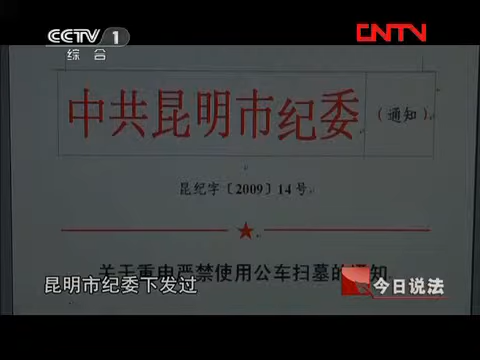 CCTV 1
综合
CNTV
中共昆明市纪委
（通知）
昆纪字〔2009〕14号
关于重申严禁使用公车扫墓的通知
昆明市纪委下发过
今日说法